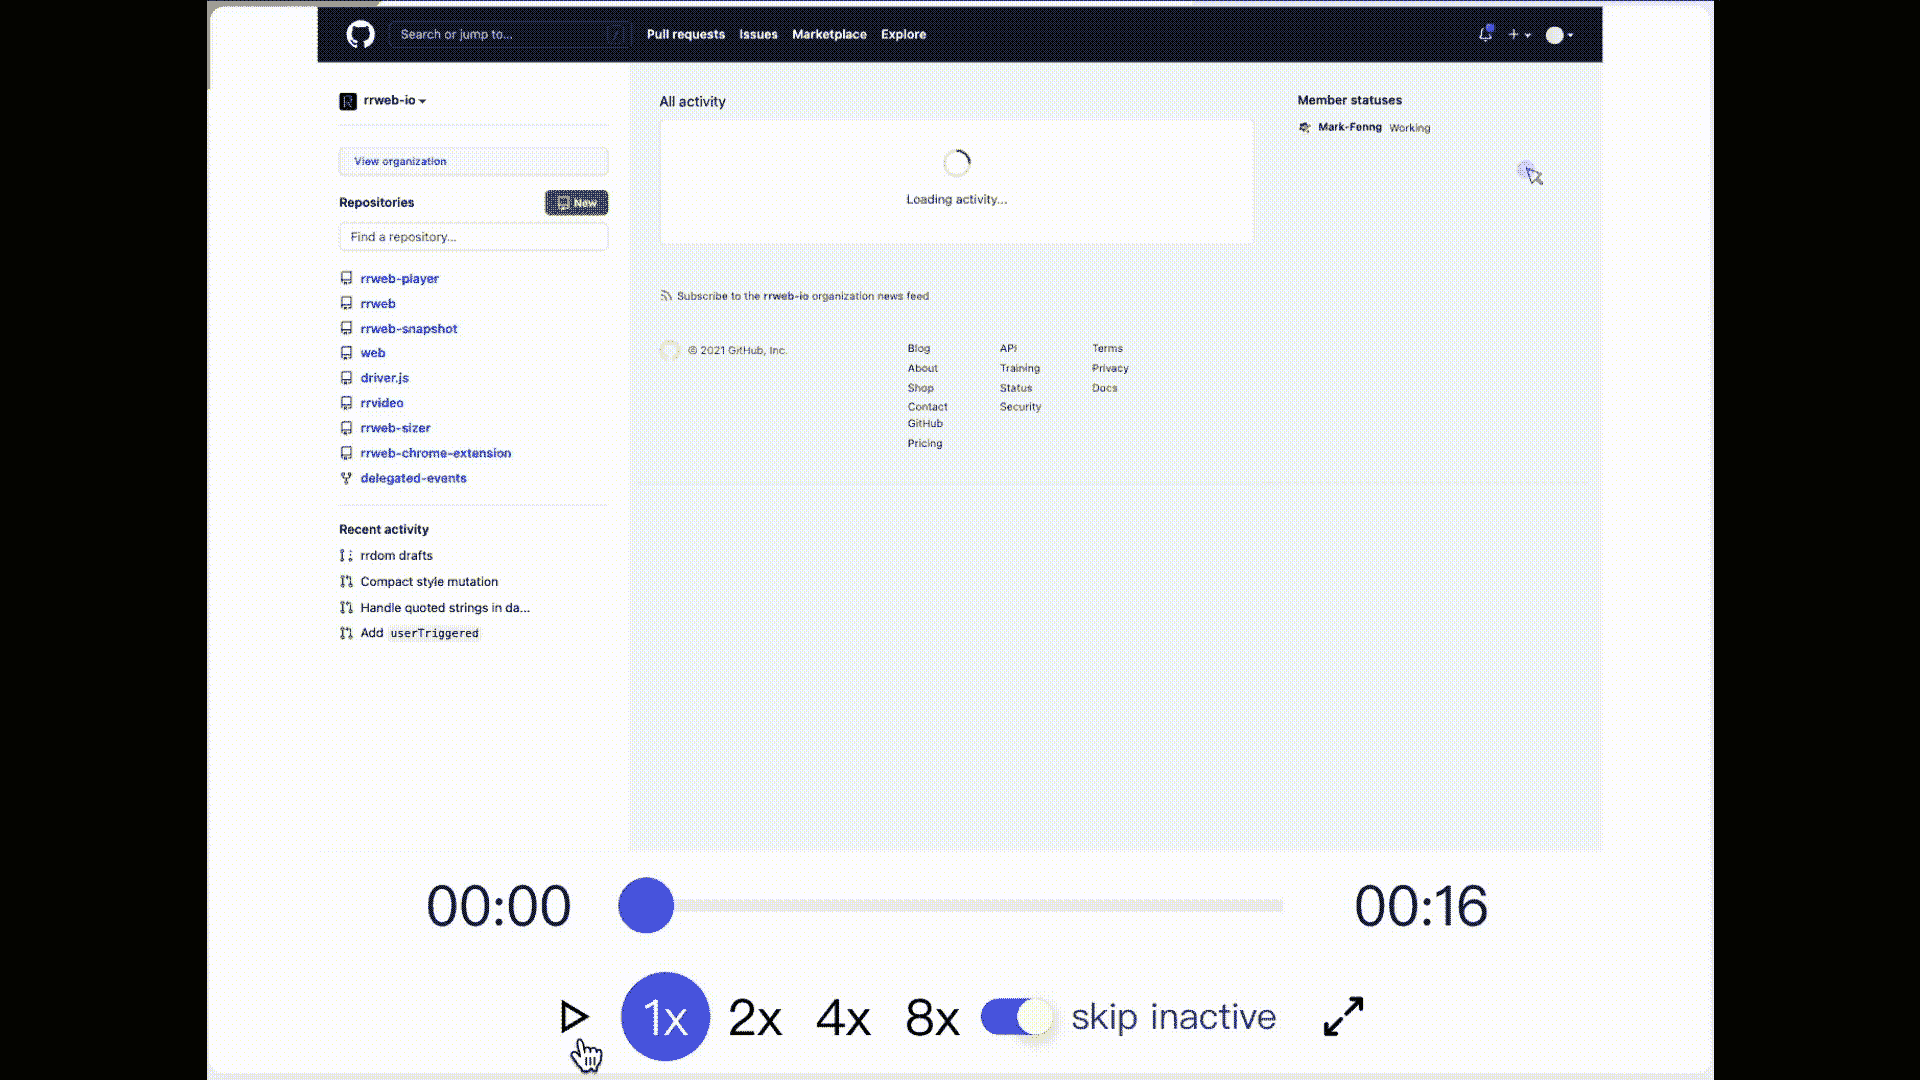 Search or jump to... /
Pull requests Issues Marketplace Explore
rrweb-io
View organization
Repositories
New
Find a repository...
rrweb-player
rrweb
rrweb-snapshot
web
driver.js
rrvideo
rrweb-sizer
rrweb-chrome-extension
delegated-events
Recent activity
rrdom drafts
Compact style mutation
Handle quoted strings in da...
Add userTriggered
All activity
Loading activity...
Subscribe to the rrweb-io organization news feed
© 2021 GitHub, Inc.
Blog
About
Shop
Contact
GitHub
Pricing
API
Training
Status
Security
Terms
Privacy
Docs
Member statuses
Mark-Fenng Working
00:00
00:16
1x 2x 4x 8x skip inactive